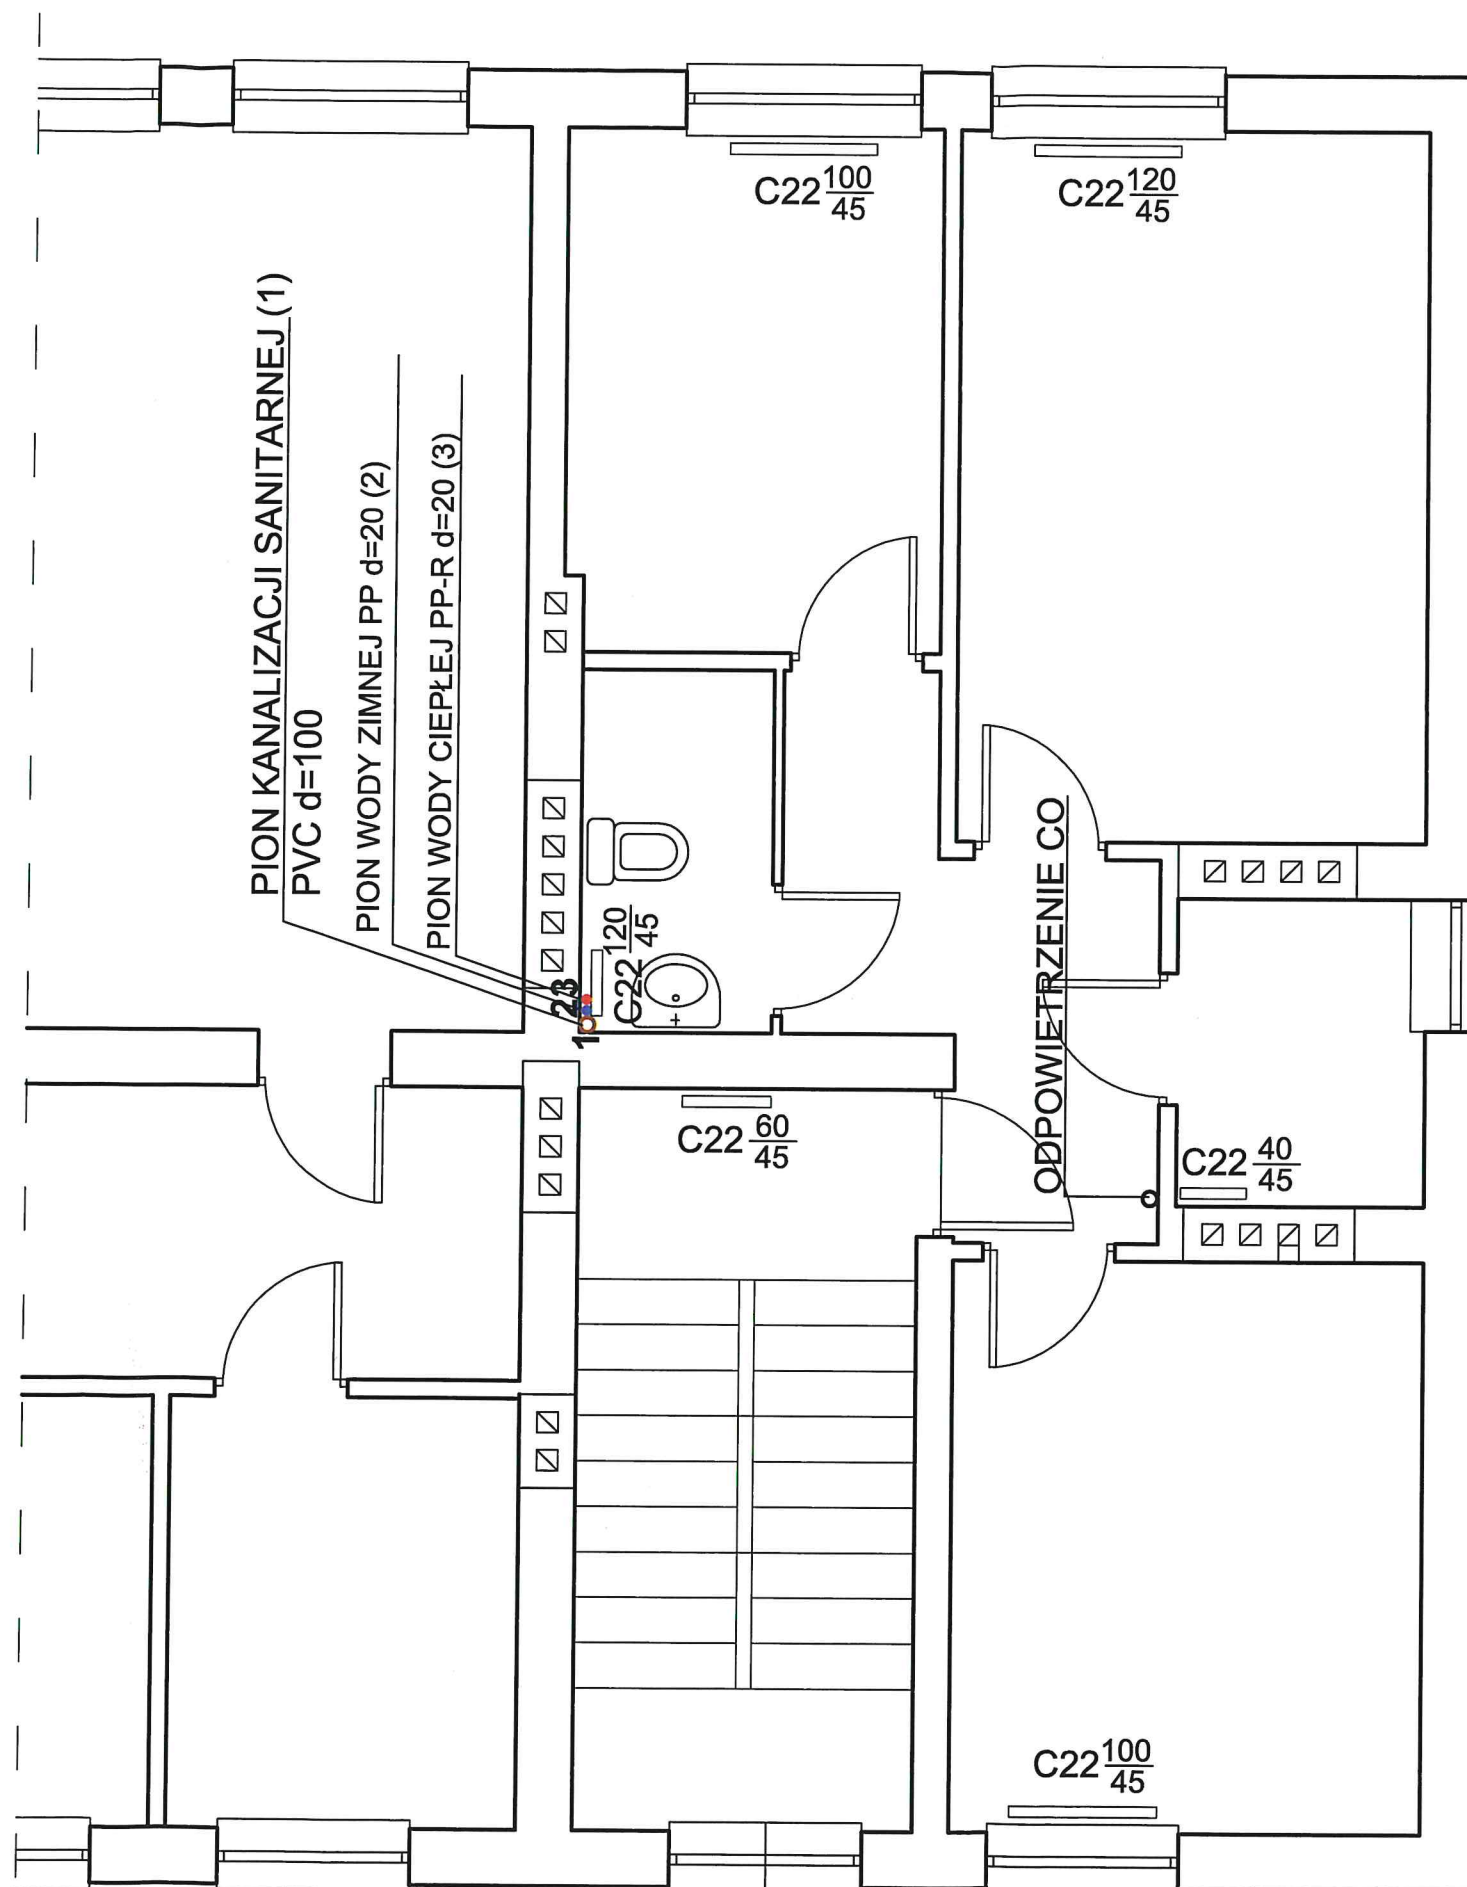 C22 100/45
C22 120/45
PION KANALIZACJI SANITARNEJ (1)
PVC d=100
PION WODY ZIMNEJ PP d=20 (2)
PION WODY CIEPŁEJ PP-R d=20 (3)
1
2
3
C22 120/45
ODPOWIETRZENIE CO
C22 60/45
C22 40/45
C22 100/45